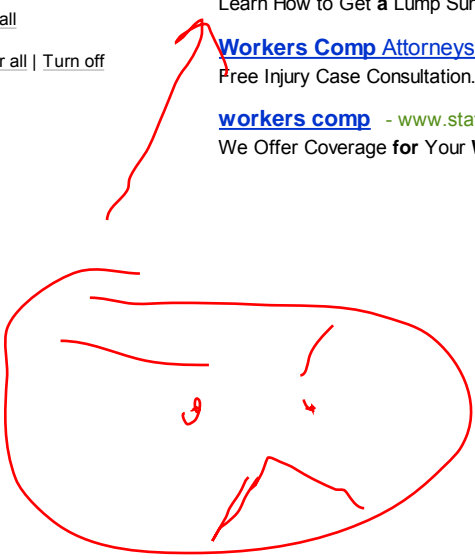 all
r all | Turn off
Learn How to Get a Lump Sur
Workers Comp Attorneys
Free Injury Case Consultation.
workers comp - www.sta
We Offer Coverage for Your